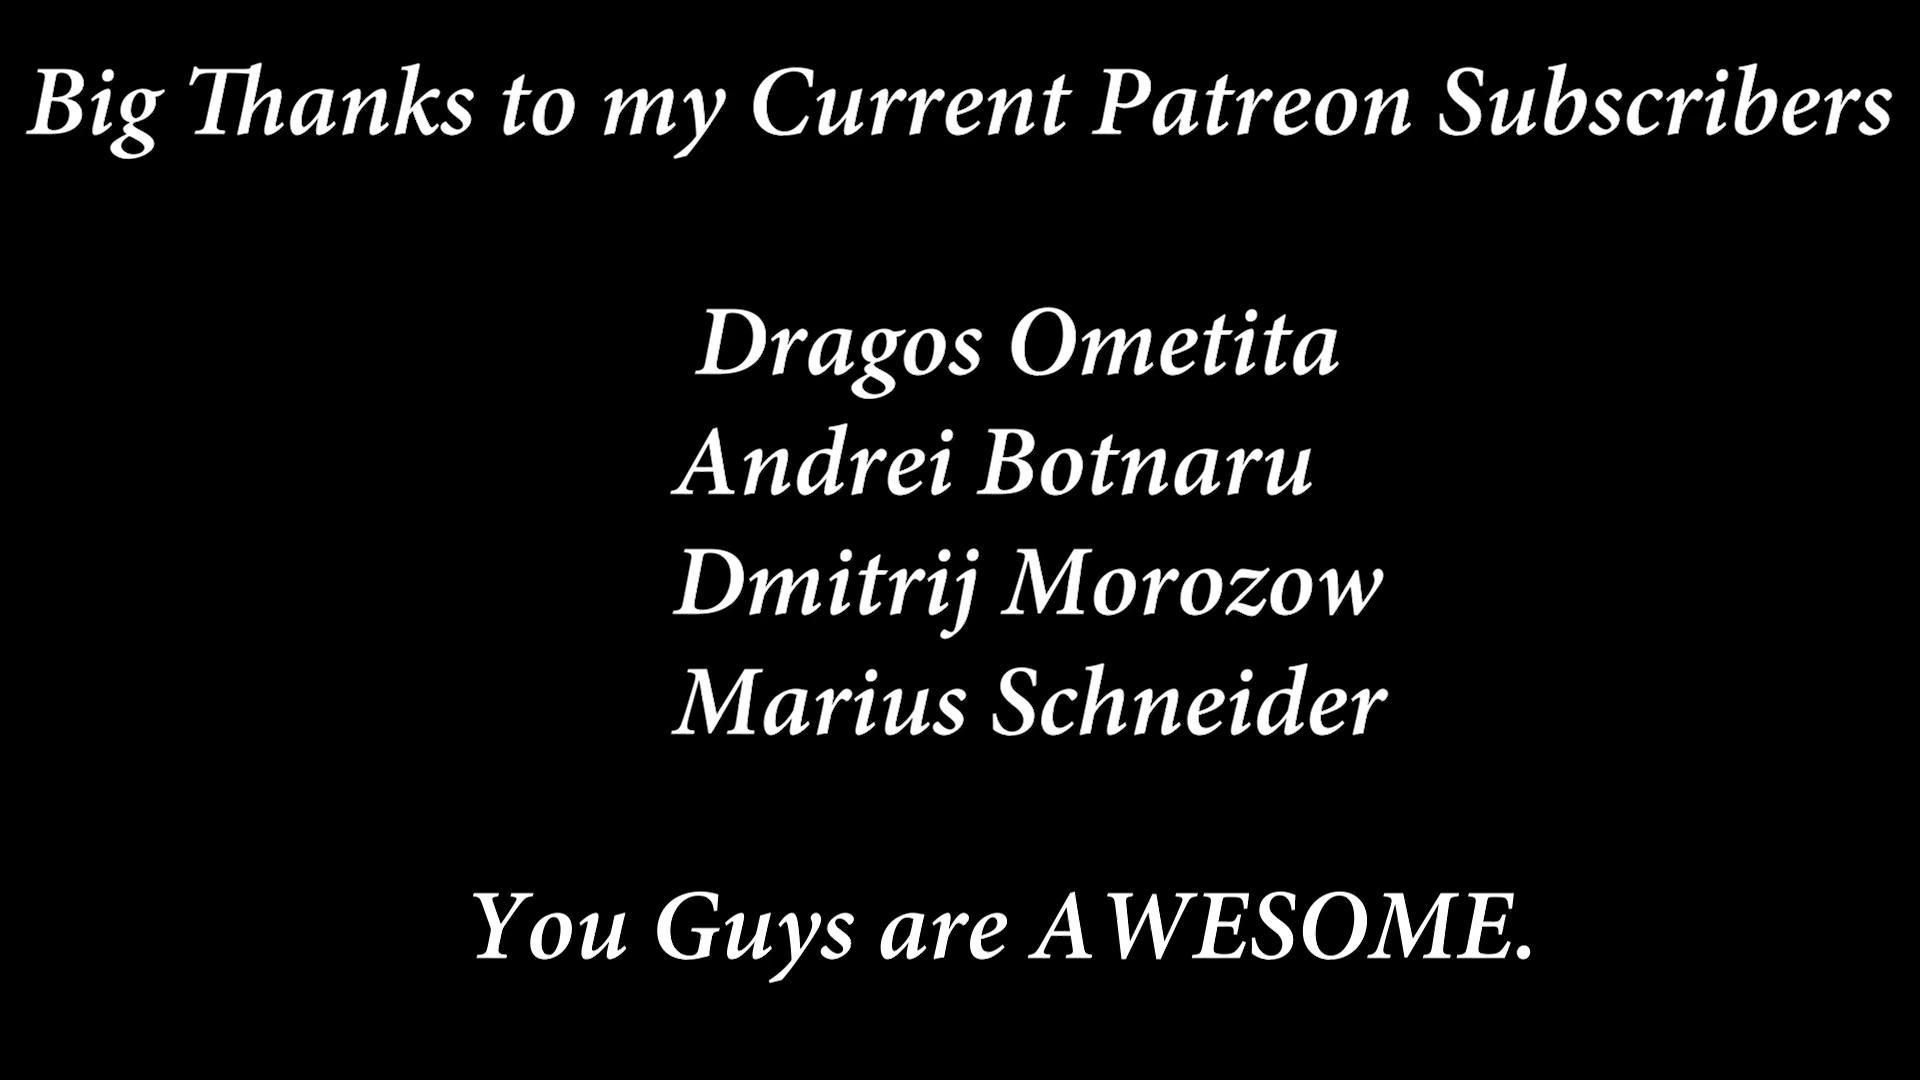 Big Thanks to my Current Patreon Subscribers
Dragos Ometita
Andrei Botnaru
Dmitrij Morozow
Marius Schneider
You Guys are AWESOME.